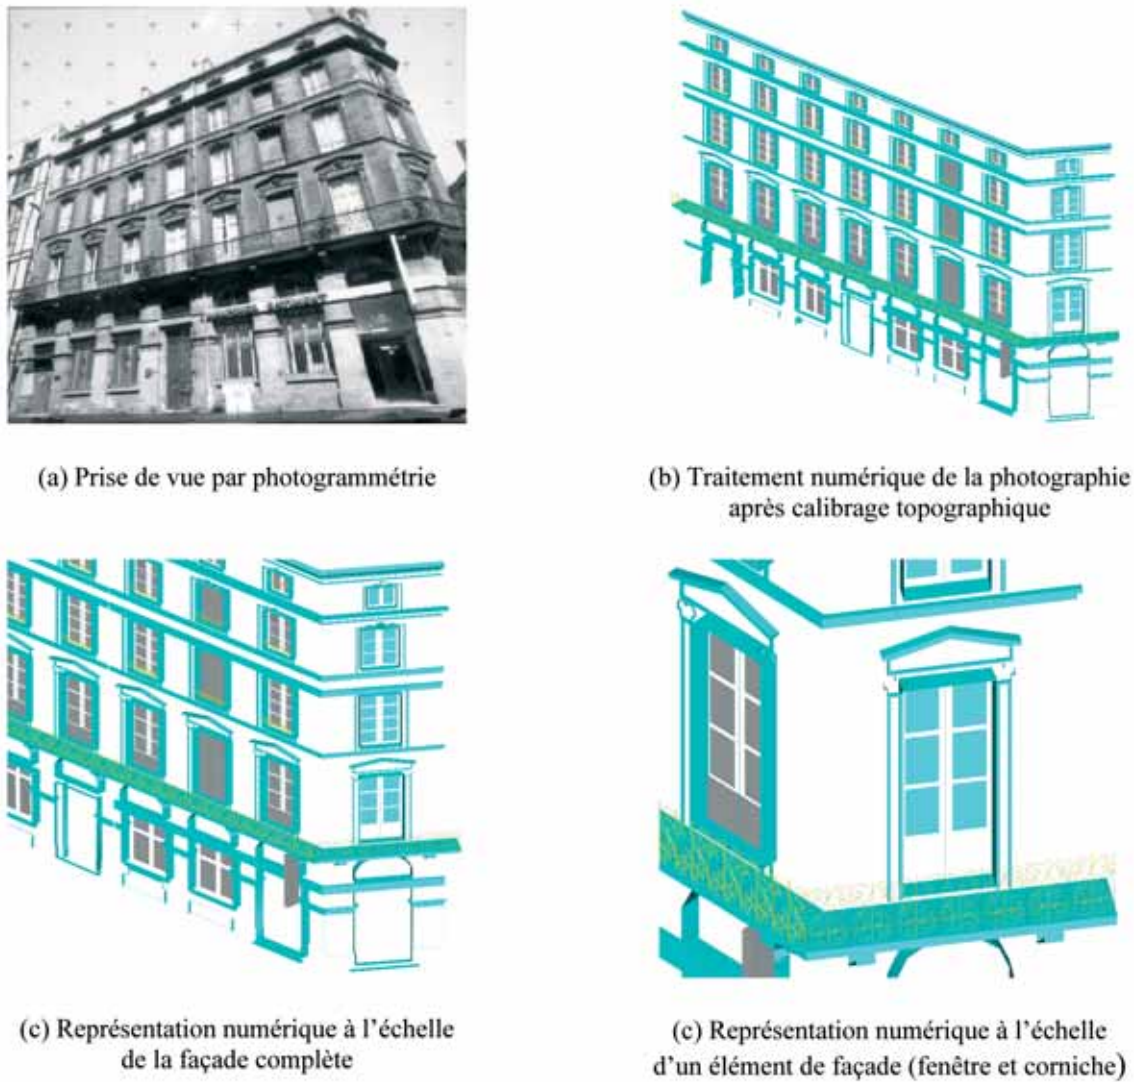 (a) Prise de vue par photogrammétrie
(b) Traitement numérique de la photographie
après calibrage topographique
(c) Représentation numérique à l'échelle
de la façade complète
(c) Représentation numérique à l'échelle
d'un élément de façade (fenêtre et corniche)